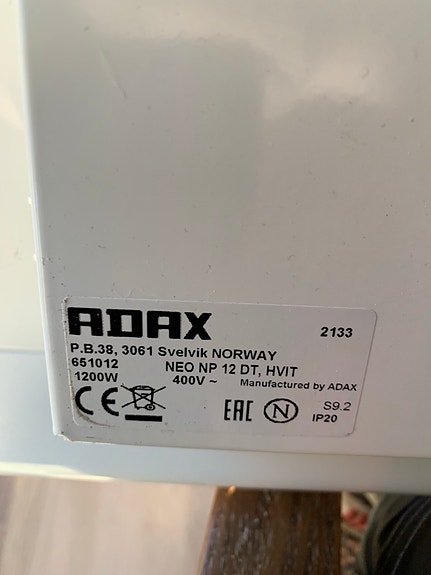 ADAX 2133
P.B.38, 3061 Svelvik NORWAY
651012 NEO NP 12 DT, HVIT
1200W 400V ~ Manufactured by ADAX
CE EAC N S9.2
IP20